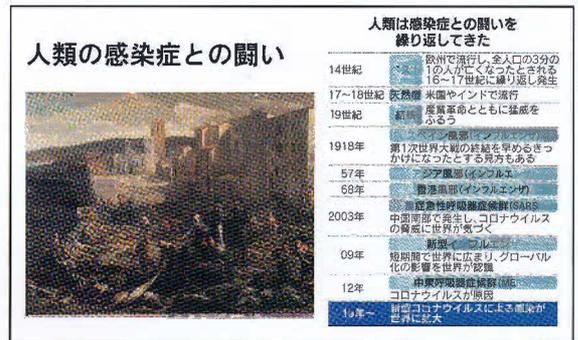 人類の感染症との闘い
人類は感染症との闘いを
繰り返してきた
14世紀
欧州で流行し、全人口の3分の
1の人が亡くなったとされる
16～17世紀に繰り返し発生
17～18世紀 天然痘 米国やインドで流行
19世紀 結核 産業革命とともに猛威を
ふるう
1918年 スペイン風邪(インフルエンザ)
第1次世界大戦の終結を早めるきっ
かけになったとする見方もある
57年 アジア風邪(インフルエ
68年 香港風邪(インフルエンザ)
2003年 重症急性呼吸器症候群(SARS
中国南部で発生し、コロナウイルス
の脅威に世界が気づく
09年 新型インフルエン
短期間で世界に広まり、グローバル
化の影響を世界が認識
12年 中東呼吸器症候群(ME
コロナウイルスが原因
19年～ 新型コロナウイルスによる感染が
世界に拡大